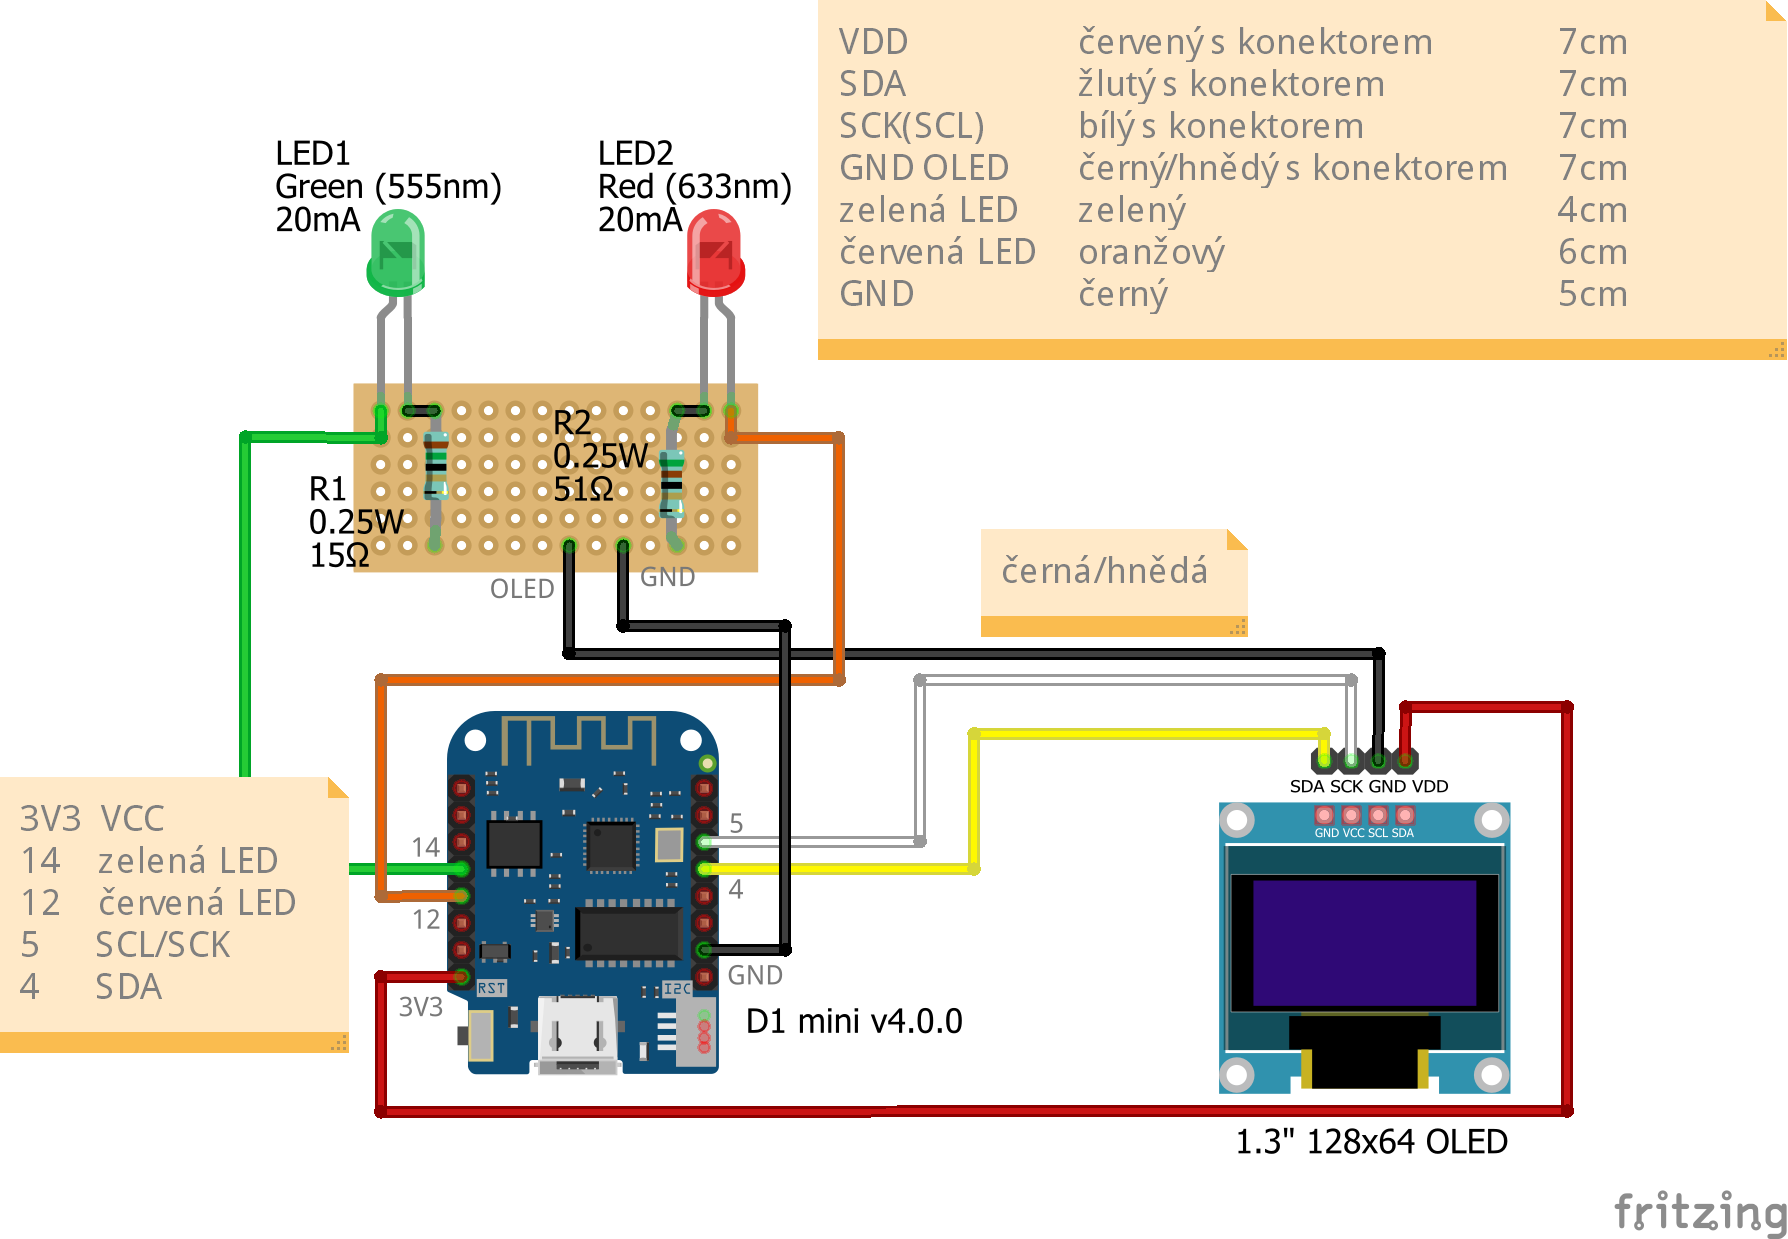 VDD červený s konektorem 7cm
SDA žlutý s konektorem 7cm
SCK(SCL) bílý s konektorem 7cm
GND OLED černý/hnědý s konektorem 7cm
zelená LED zelený 4cm
červená LED oranžový 6cm
GND černý 5cm
LED1
Green (555nm)
20mA
LED2
Red (633nm)
20mA
R2
0.25W
51Ω
R1
0.25W
15Ω
OLED
GND
černá/hnědá
3V3 VCC
14 zelená LED
12 červená LED
5 SCL/SCK
4 SDA
14
12
3V3
5
4
GND
RST
I2C
D1 mini v4.0.0
SDA SCK GND VDD
GND VCC SCL SDA
1.3" 128x64 OLED
fritzing